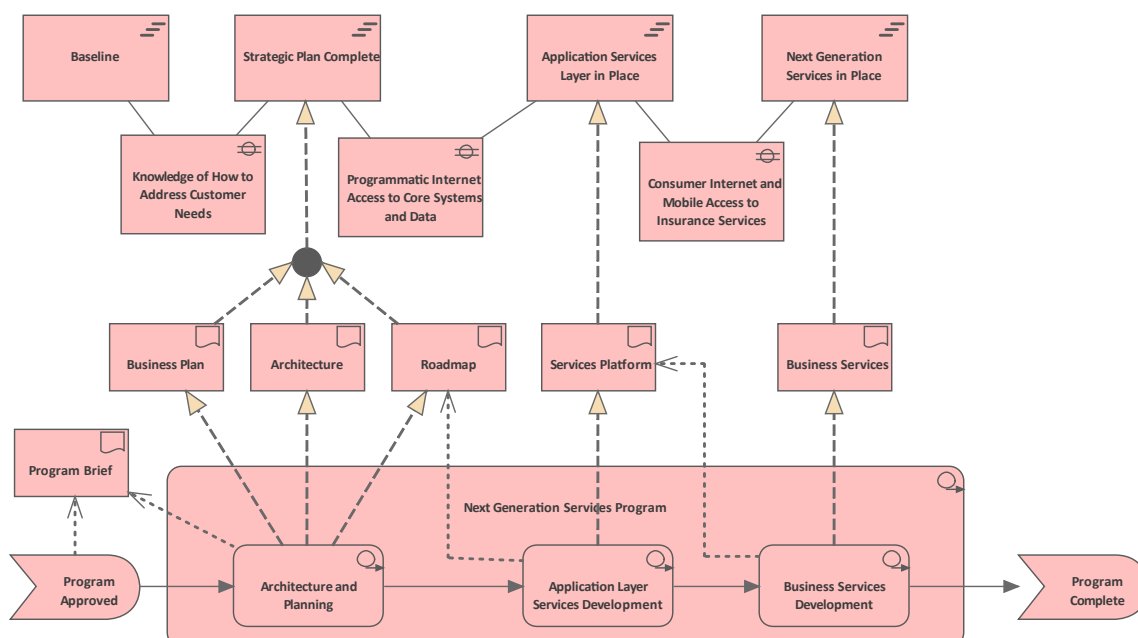 Baseline
Strategic Plan Complete
Application Services
Layer in Place
Next Generation
Services in Place
Knowledge of How to
Address Customer
Needs
Programmatic Internet
Access to Core Systems
and Data
Consumer Internet and
Mobile Access to
Insurance Services
Business Plan
Architecture
Roadmap
Services Platform
Business Services
Program Brief
Next Generation Services Program
Program
Approved
Architecture and
Planning
Application Layer
Services Development
Business Services
Development
Program
Complete